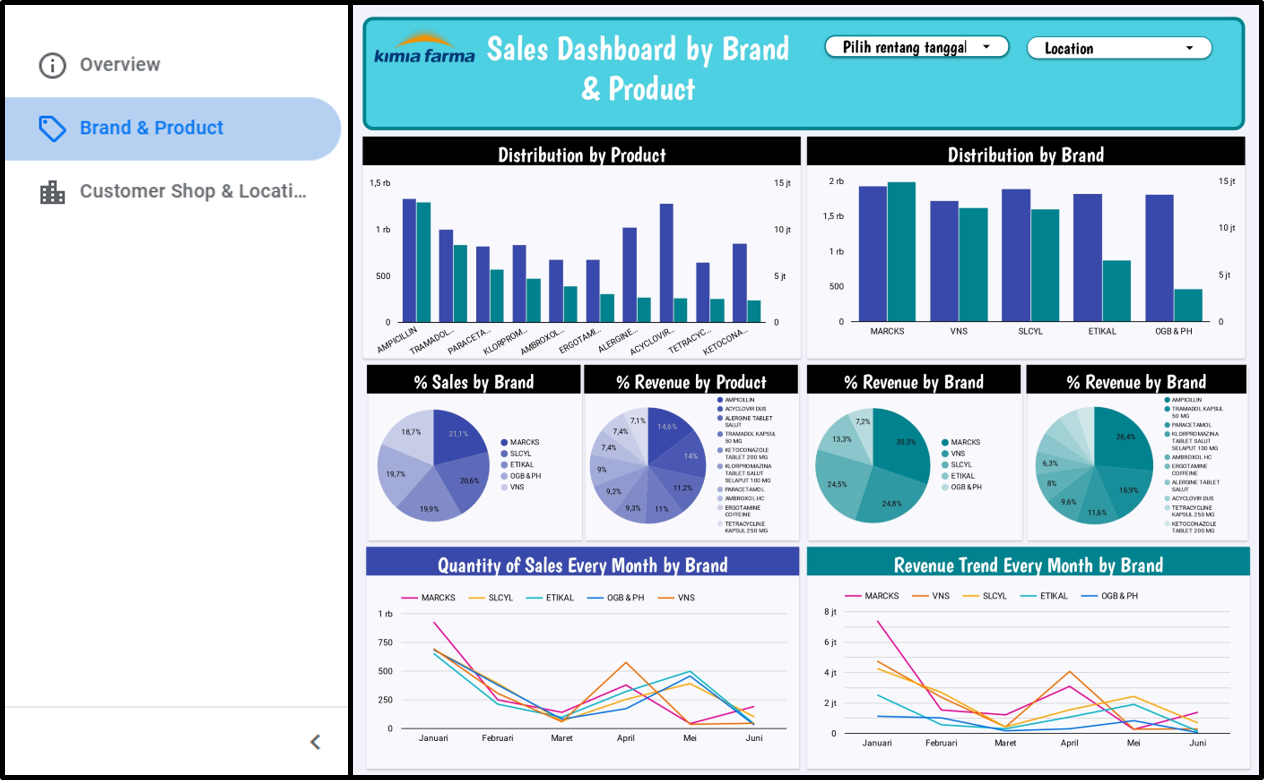 Overview
Brand & Product
Customer Shop & Locati...
kimia farma
Sales Dashboard by Brand
& Product
Pilih rentang tanggal
Location
Distribution by Product
1,5 rb
1 rb
500
0
15 jt
10 jt
5 jt
0
AMPICILLIN
TRAMADOL...
PARACETA...
KLORPROM...
AMBROXOL...
ERGOTAMI...
ALERGINE...
ACYCLOVIR...
TETRACYC...
KETOCONA...
Distribution by Brand
2 rb
1,5 rb
1 rb
500
0
15 jt
10 jt
5 jt
0
MARCKS
VNS
SLCYL
ETIKAL
OGB & PH
% Sales by Brand
21,1%
20,6%
19,9%
19,7%
18,7%
MARCKS
SLCYL
ETIKAL
OGB & PH
VNS
% Revenue by Product
14,6%
14%
11,2%
11%
9,3%
9,2%
9%
7,4%
7,4%
7,1%
AMPICILLIN
ACYCLOVIR DUS
ALERGINE TABLET
SALUT
TRAMADOL KAPSUL
50 MG
KETOCONAZOLE
TABLET 200 MG
KLORPROMAZINA
TABLET SALUT
SELAPUT 100 MG
PARACETAMOL
AMBROXOL HC
ERGOTAMINE
COFFEINE
TETRACYCLINE
KAPSUL 250 MG
% Revenue by Brand
30,3%
24,8%
24,5%
13,3%
7,2%
MARCKS
VNS
SLCYL
ETIKAL
OGB & PH
% Revenue by Brand
26,4%
16,9%
11,6%
9,6%
8%
6,3%
AMPICILLIN
TRAMADOL KAPSUL
50 MG
PARACETAMOL
KLORPROMAZINA
TABLET SALUT
SELAPUT 100 MG
AMBROXOL HC
ERGOTAMINE
COFFEINE
ALERGINE TABLET
SALUT
ACYCLOVIR DUS
TETRACYCLINE
KAPSUL 250 MG
KETOCONAZOLE
TABLET 200 MG
Quantity of Sales Every Month by Brand
MARCKS SLCYL ETIKAL OGB & PH VNS
1 rb
750
500
250
0
Januari Februari Maret April Mei Juni
Revenue Trend Every Month by Brand
MARCKS VNS SLCYL ETIKAL OGB & PH
8 jt
6 jt
4 jt
2 jt
0
Januari Februari Maret April Mei Juni